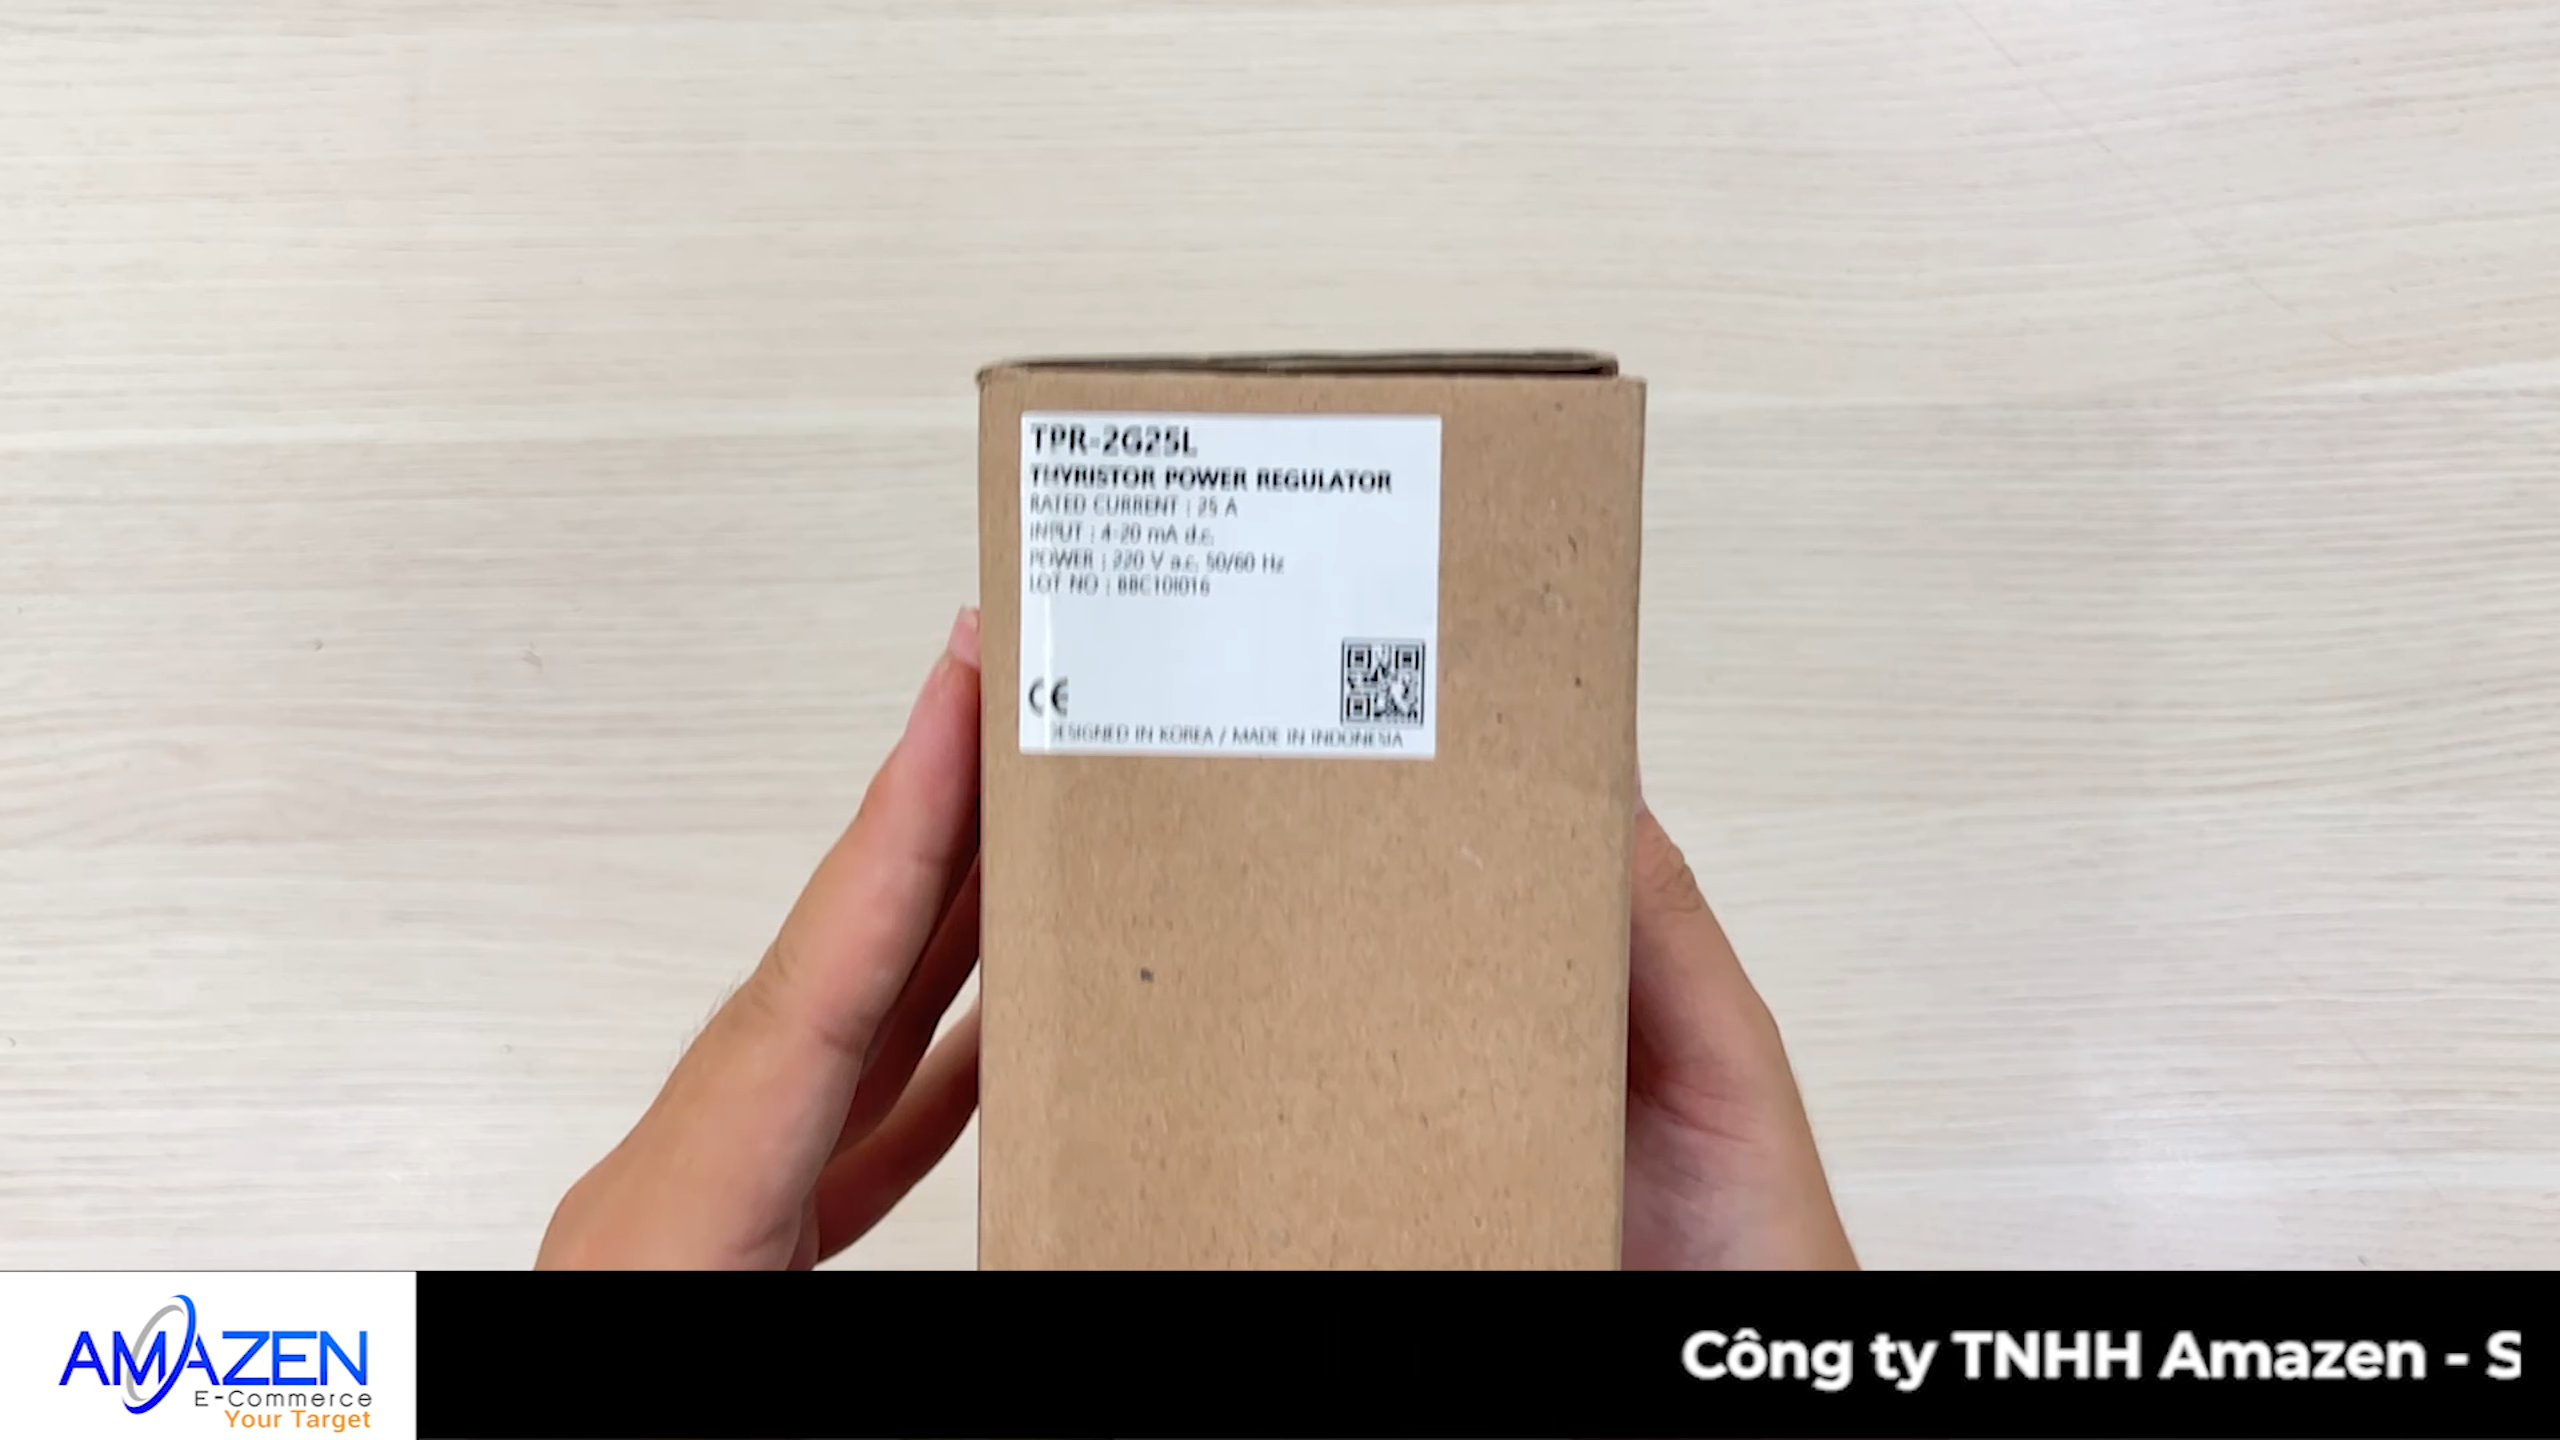 TPR-2G25L
THYRISTOR POWER REGULATOR
RATED CURRENT : 25 A
INPUT : 4-20 mA d.c.
POWER : 220 V a.c. 50/60 Hz
LOT NO : BBC10I016
CE
DESIGNED IN KOREA / MADE IN INDONESIA
AMAZEN
E-Commerce
Your Target
Công ty TNHH Amazen - S